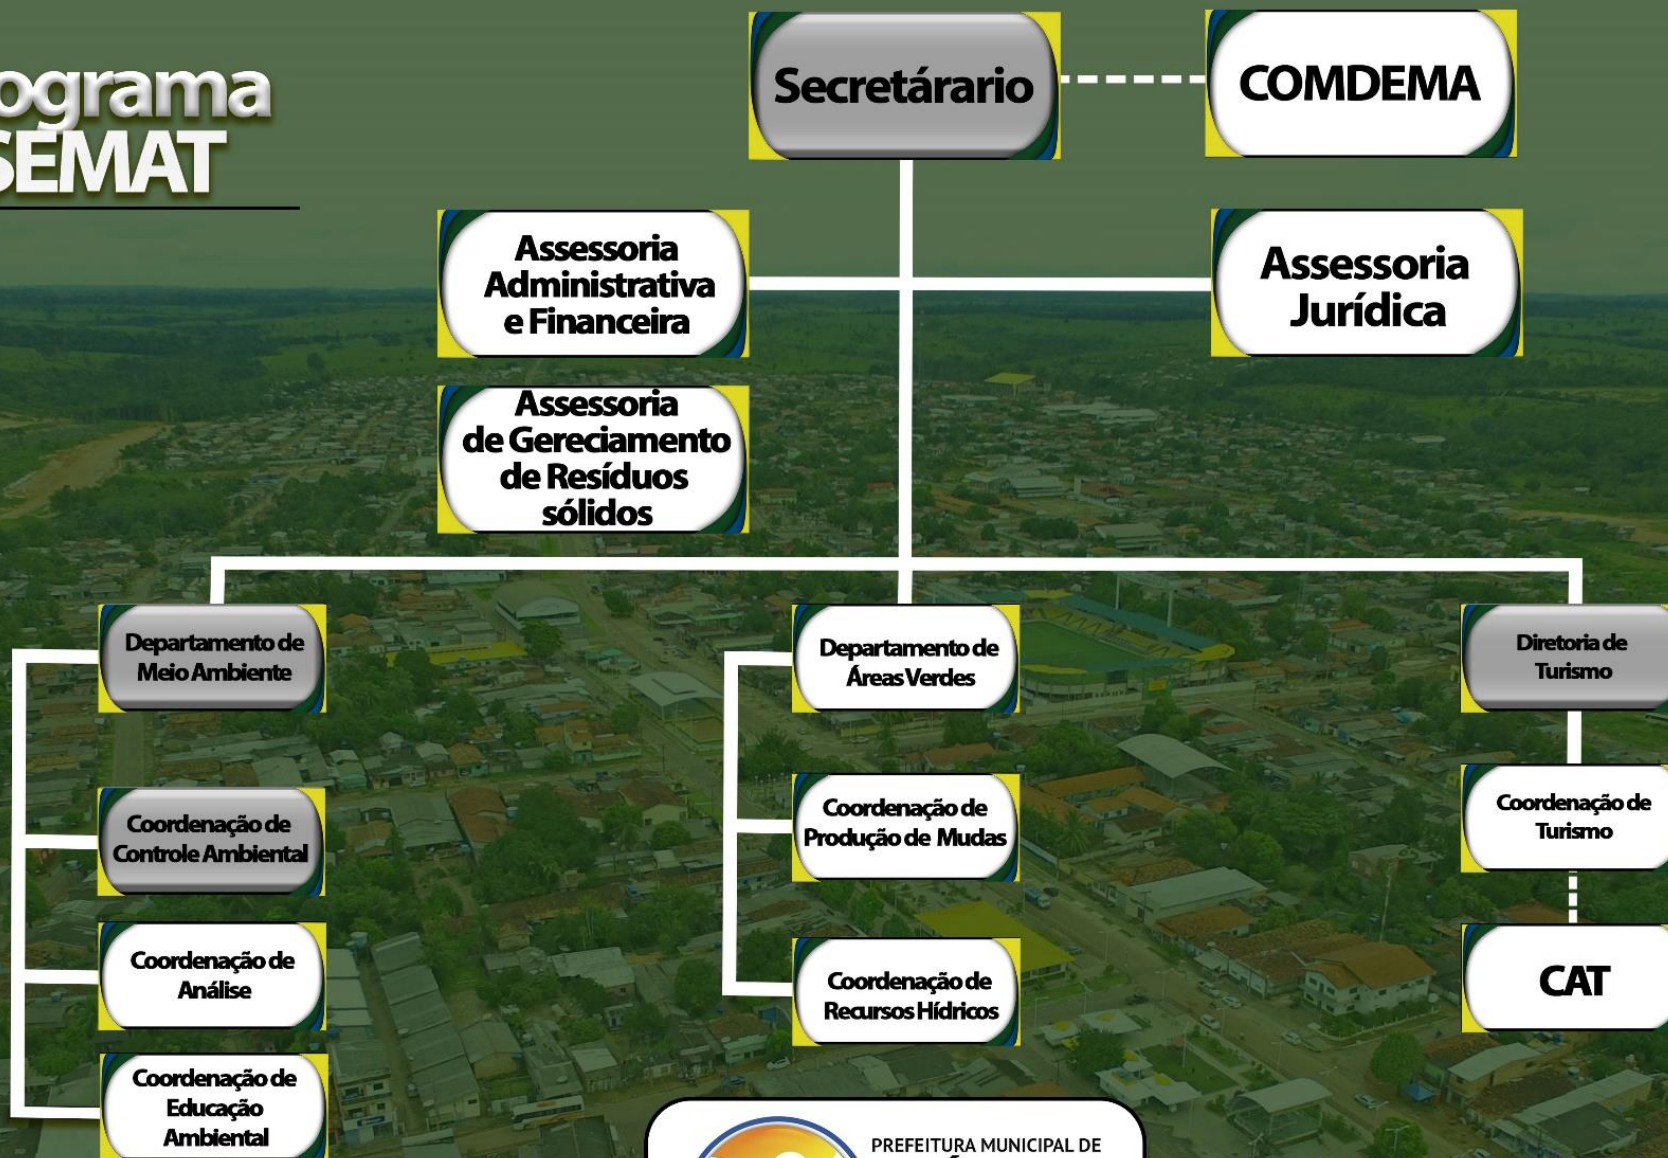 ograma
SEMAT
Secretárario
COMDEMA
Assessoria
Administrativa
e Financeira
Assessoria
Jurídica
Assessoria
de Gereciamento
de Resíduos
sólidos
Departamento de
Meio Ambiente
Departamento de
Áreas Verdes
Diretoria de
Turismo
Coordenação de
Controle Ambiental
Coordenação de
Produção de Mudas
Coordenação de
Turismo
Coordenação de
Análise
Coordenação de
Recursos Hídricos
CAT
Coordenação de
Educação
Ambiental
PREFEITURA MUNICIPAL DE